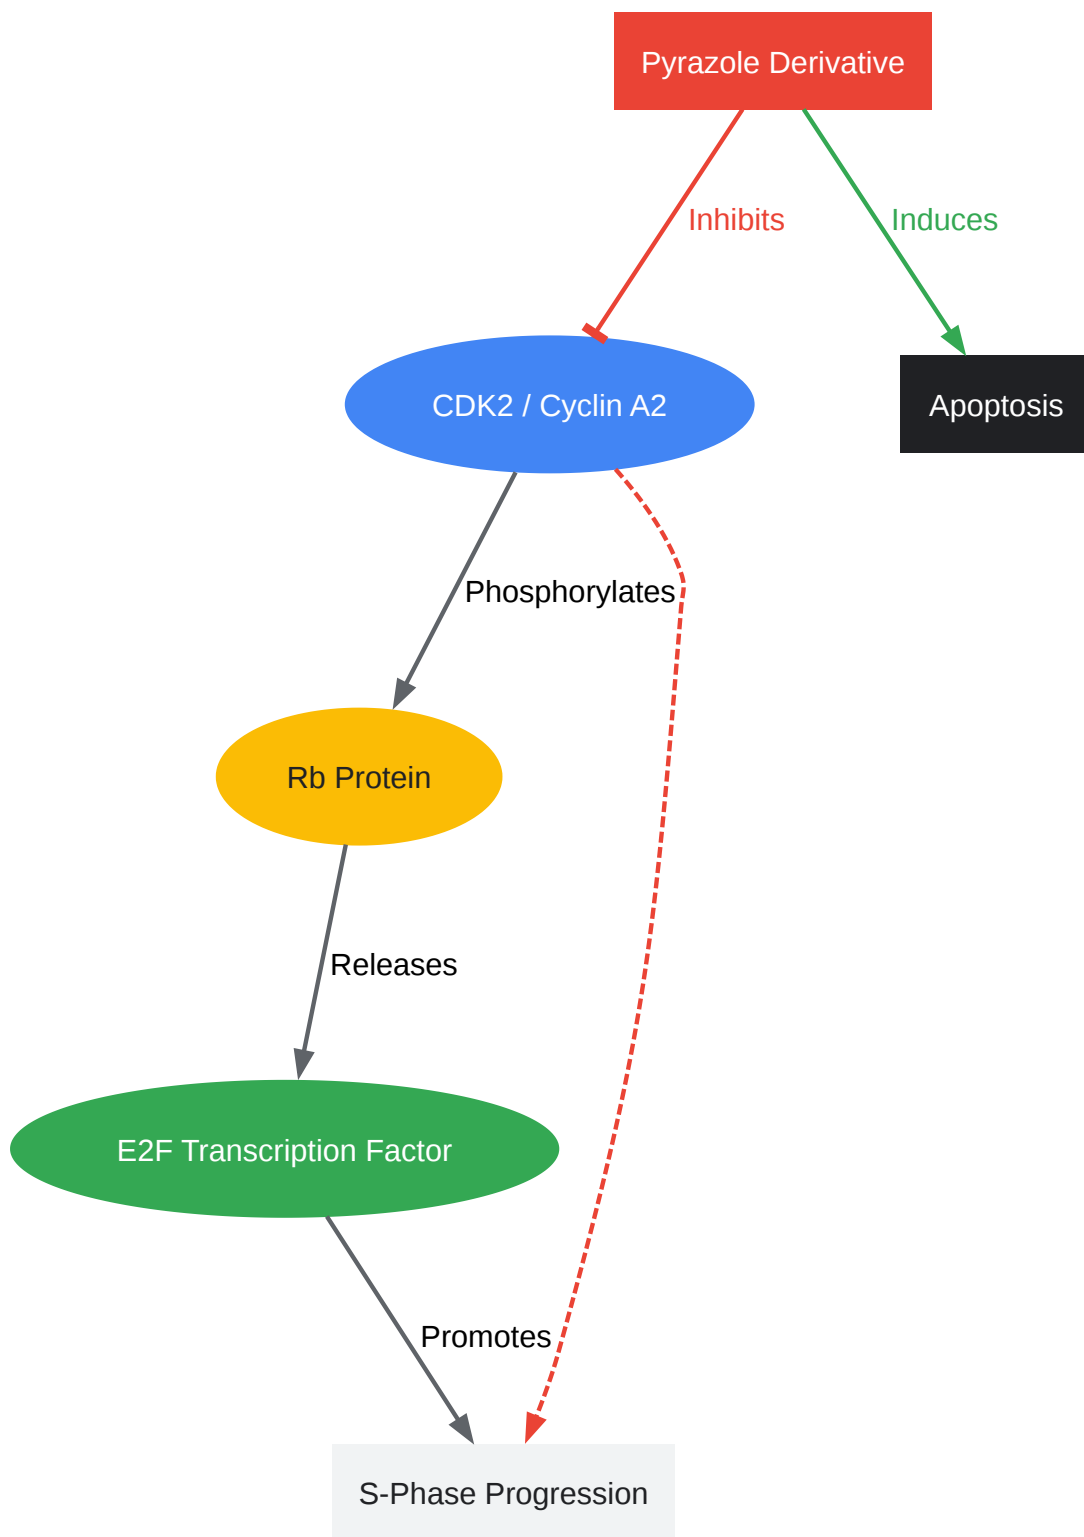 Pyrazole Derivative
Inhibits
Induces
CDK2 / Cyclin A2
Apoptosis
Phosphorylates
Rb Protein
Releases
E2F Transcription Factor
Promotes
S-Phase Progression